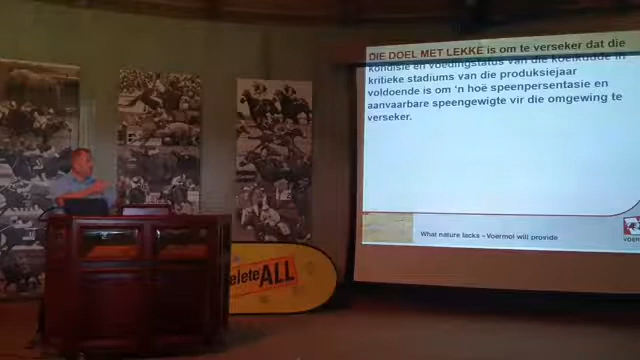 DIE DOEL MET LEKKE is om te verseker dat die
kondisie en voedingstatus van die koeikudde in
kritieke stadiums van die produksiejaar
voldoende is om 'n hoë speenpersentasie en
aanvaarbare speengewigte vir die omgewing te
verseker.
What nature lacks – Voermol will provide
VOERM
eleteALL